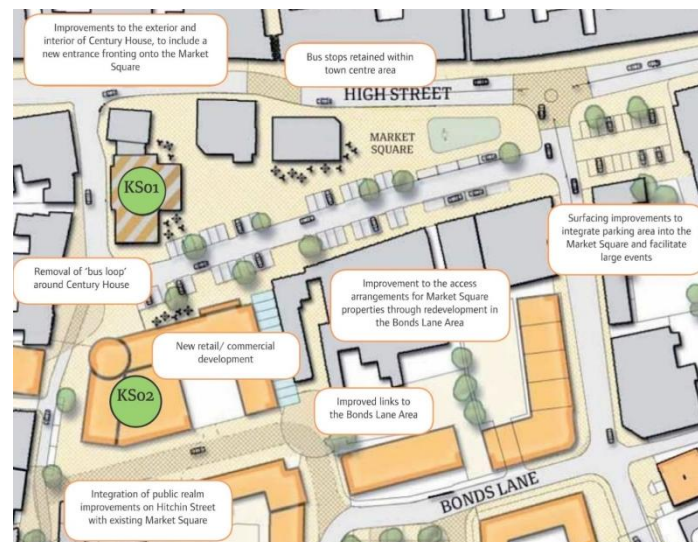 Improvements to the exterior and
interior of Century House, to include a
new entrance fronting onto the Market
Square
Bus stops retained within
town centre area
HIGH STREET
MARKET
SQUARE
KS01
Surfacing improvements to
integrate parking area into the
Market Square and facilitate
large events
Removal of 'bus loop'
around Century House
Improvement to the access
arrangements for Market Square
properties through redevelopment in
the Bonds Lane Area
New retail/ commercial
development
KS02
Improved links to
the Bonds Lane Area
Integration of public realm
improvements on Hitchin Street
with existing Market Square
BONDS LANE